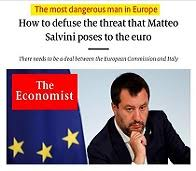 The most dangerous man in Europe
How to defuse the threat that Matteo
Salvini poses to the euro
There needs to be a deal between the European Commission and Italy
The
Economist